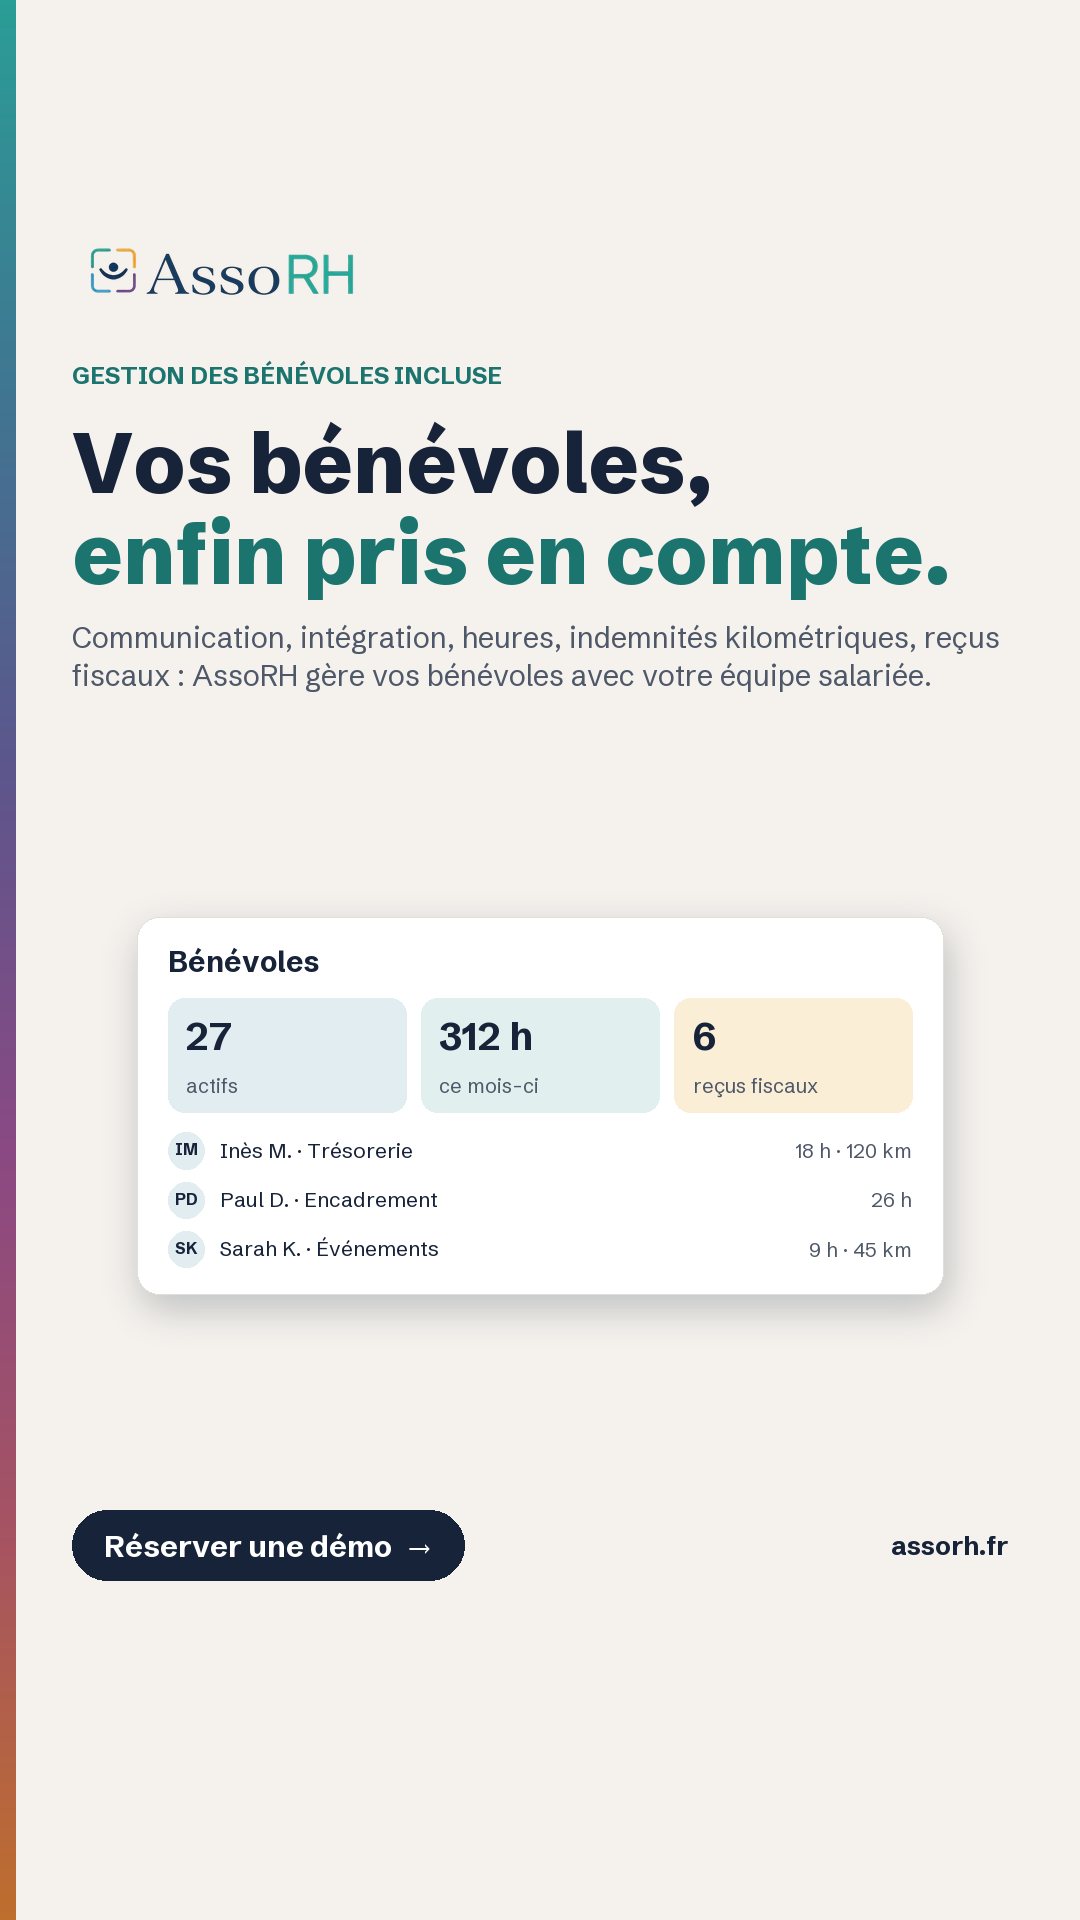 AssoRH
GESTION DES BÉNÉVOLES INCLUSE
Vos bénévoles,
enfin pris en compte.
Communication, intégration, heures, indemnités kilométriques, reçus
fiscaux : AssoRH gère vos bénévoles avec votre équipe salariée.
Bénévoles
27
actifs
312 h
ce mois-ci
6
reçus fiscaux
IM Inès M. · Trésorerie 18 h · 120 km
PD Paul D. · Encadrement 26 h
SK Sarah K. · Événements 9 h · 45 km
Réserver une démo →
assorh.fr